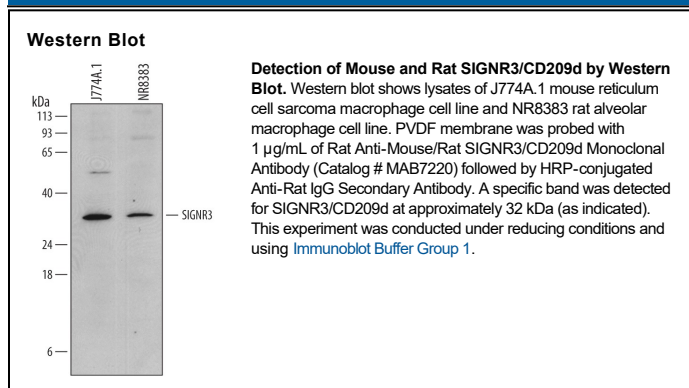 Western Blot
J774A.1
NR8383
kDa
113
93
65
40
24
18
6
SIGNR3
Detection of Mouse and Rat SIGNR3/CD209d by Western
Blot. Western blot shows lysates of J774A.1 mouse reticulum
cell sarcoma macrophage cell line and NR8383 rat alveolar
macrophage cell line. PVDF membrane was probed with
1 µg/mL of Rat Anti-Mouse/Rat SIGNR3/CD209d Monoclonal
Antibody (Catalog # MAB7220) followed by HRP-conjugated
Anti-Rat IgG Secondary Antibody. A specific band was detected
for SIGNR3/CD209d at approximately 32 kDa (as indicated).
This experiment was conducted under reducing conditions and
using Immunoblot Buffer Group 1.